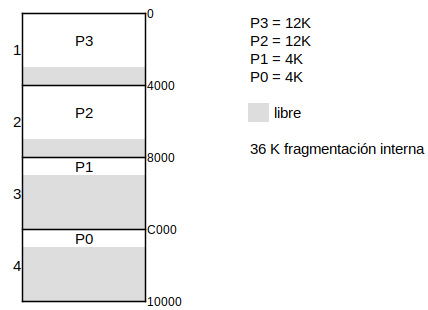 0
P3
1
4000
P2
2
8000
P1
3
C000
P0
4
10000
P3 = 12K
P2 = 12K
P1 = 4K
P0 = 4K
libre
36 K fragmentación interna